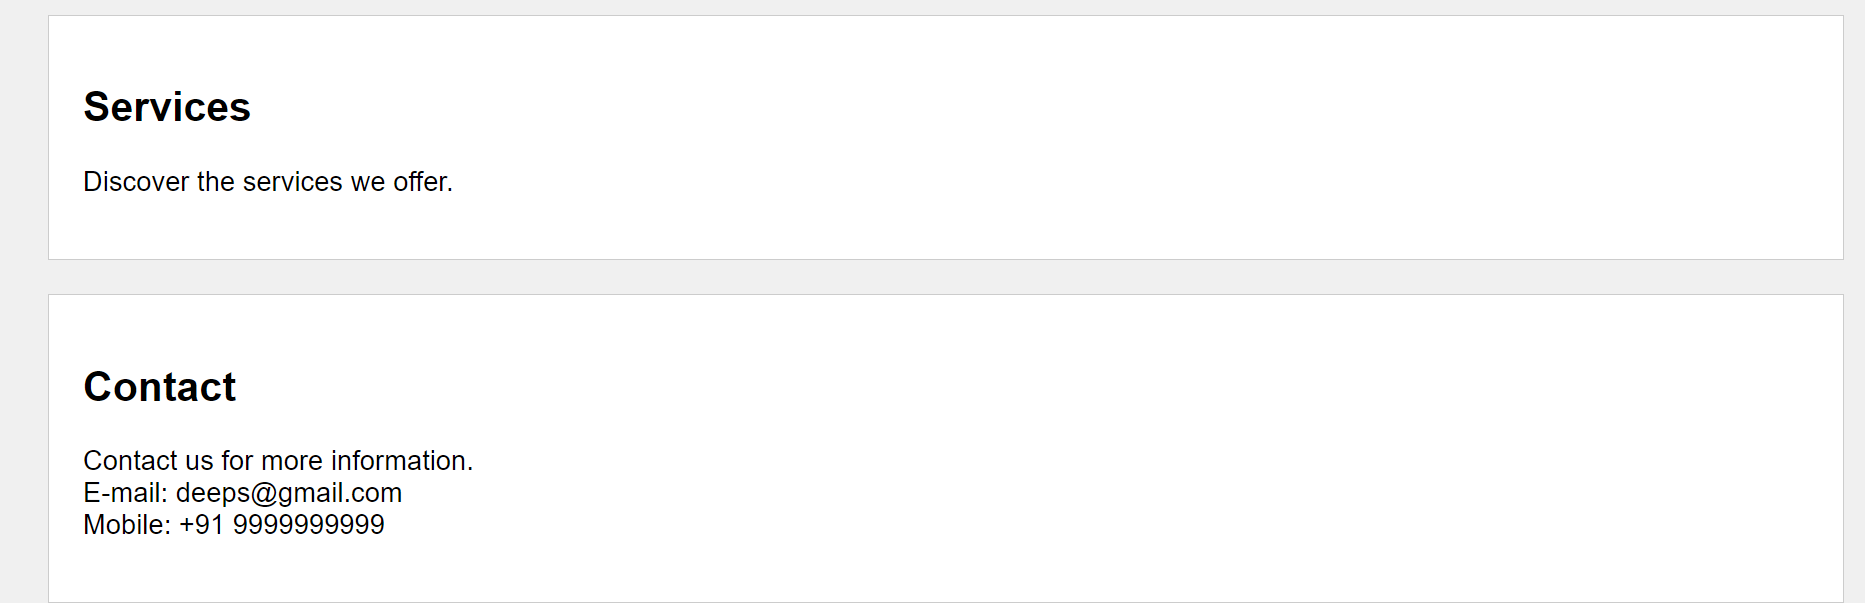 Services
Discover the services we offer.
Contact
Contact us for more information.
E-mail: deeps@gmail.com
Mobile: +91 9999999999